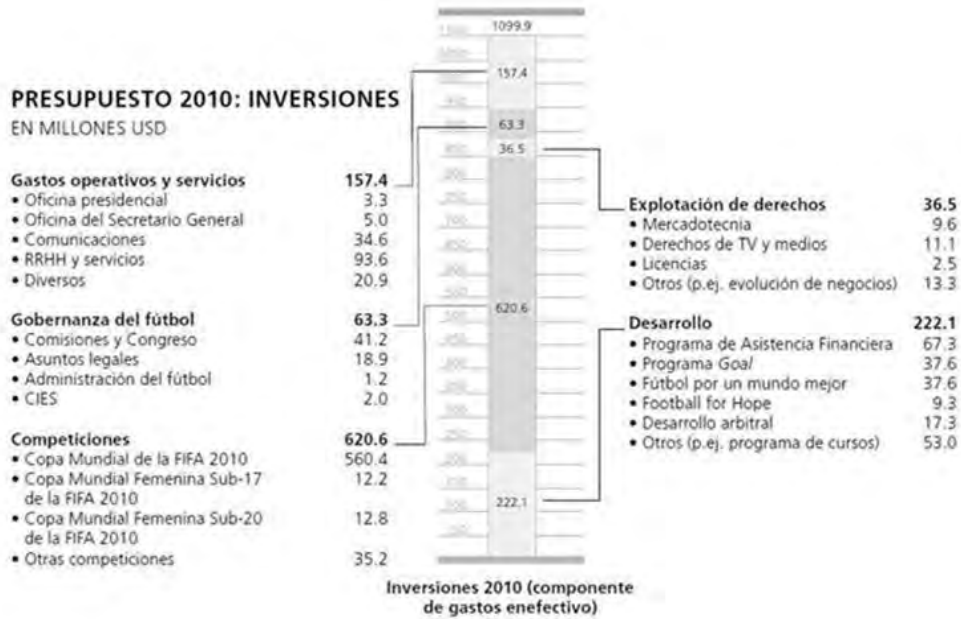 PRESUPUESTO 2010: INVERSIONES
EN MILLONES USD
Gastos operativos y servicios 157.4
• Oficina presidencial 3.3
• Oficina del Secretario General 5.0
• Comunicaciones 34.6
• RRHH y servicios 93.6
• Diversos 20.9
Gobernanza del fútbol 63.3
• Comisiones y Congreso 41.2
• Asuntos legales 18.9
• Administración del fútbol 1.2
• CIES 2.0
Competiciones 620.6
• Copa Mundial de la FIFA 2010 560.4
• Copa Mundial Femenina Sub-17 12.2
de la FIFA 2010
• Copa Mundial Femenina Sub-20 12.8
de la FIFA 2010
• Otras competiciones 35.2
1099.9
157.4
63.3
36.5
620.6
222.1
Inversiones 2010 (componente
de gastos enefectivo)
Explotación de derechos 36.5
• Mercadotecnia 9.6
• Derechos de TV y medios 11.1
• Licencias 2.5
• Otros (p.ej. evolución de negocios) 13.3
Desarrollo 222.1
• Programa de Asistencia Financiera 67.3
• Programa Goal 37.6
• Fútbol por un mundo mejor 37.6
• Football for Hope 9.3
• Desarrollo arbitral 17.3
• Otros (p.ej. programa de cursos) 53.0